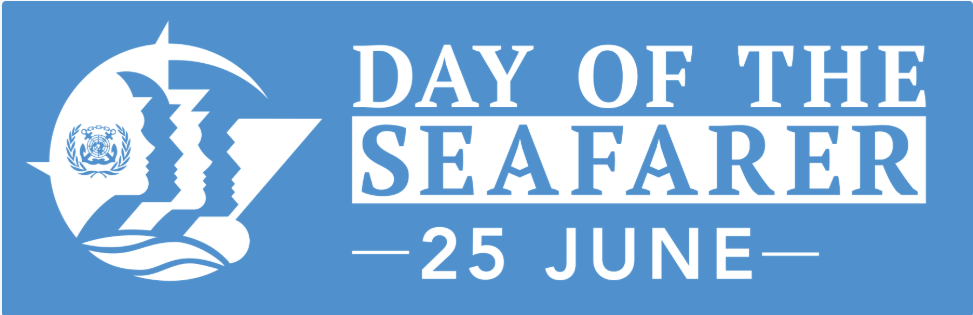 DAY OF THE
SEAFARER
—25 JUNE—